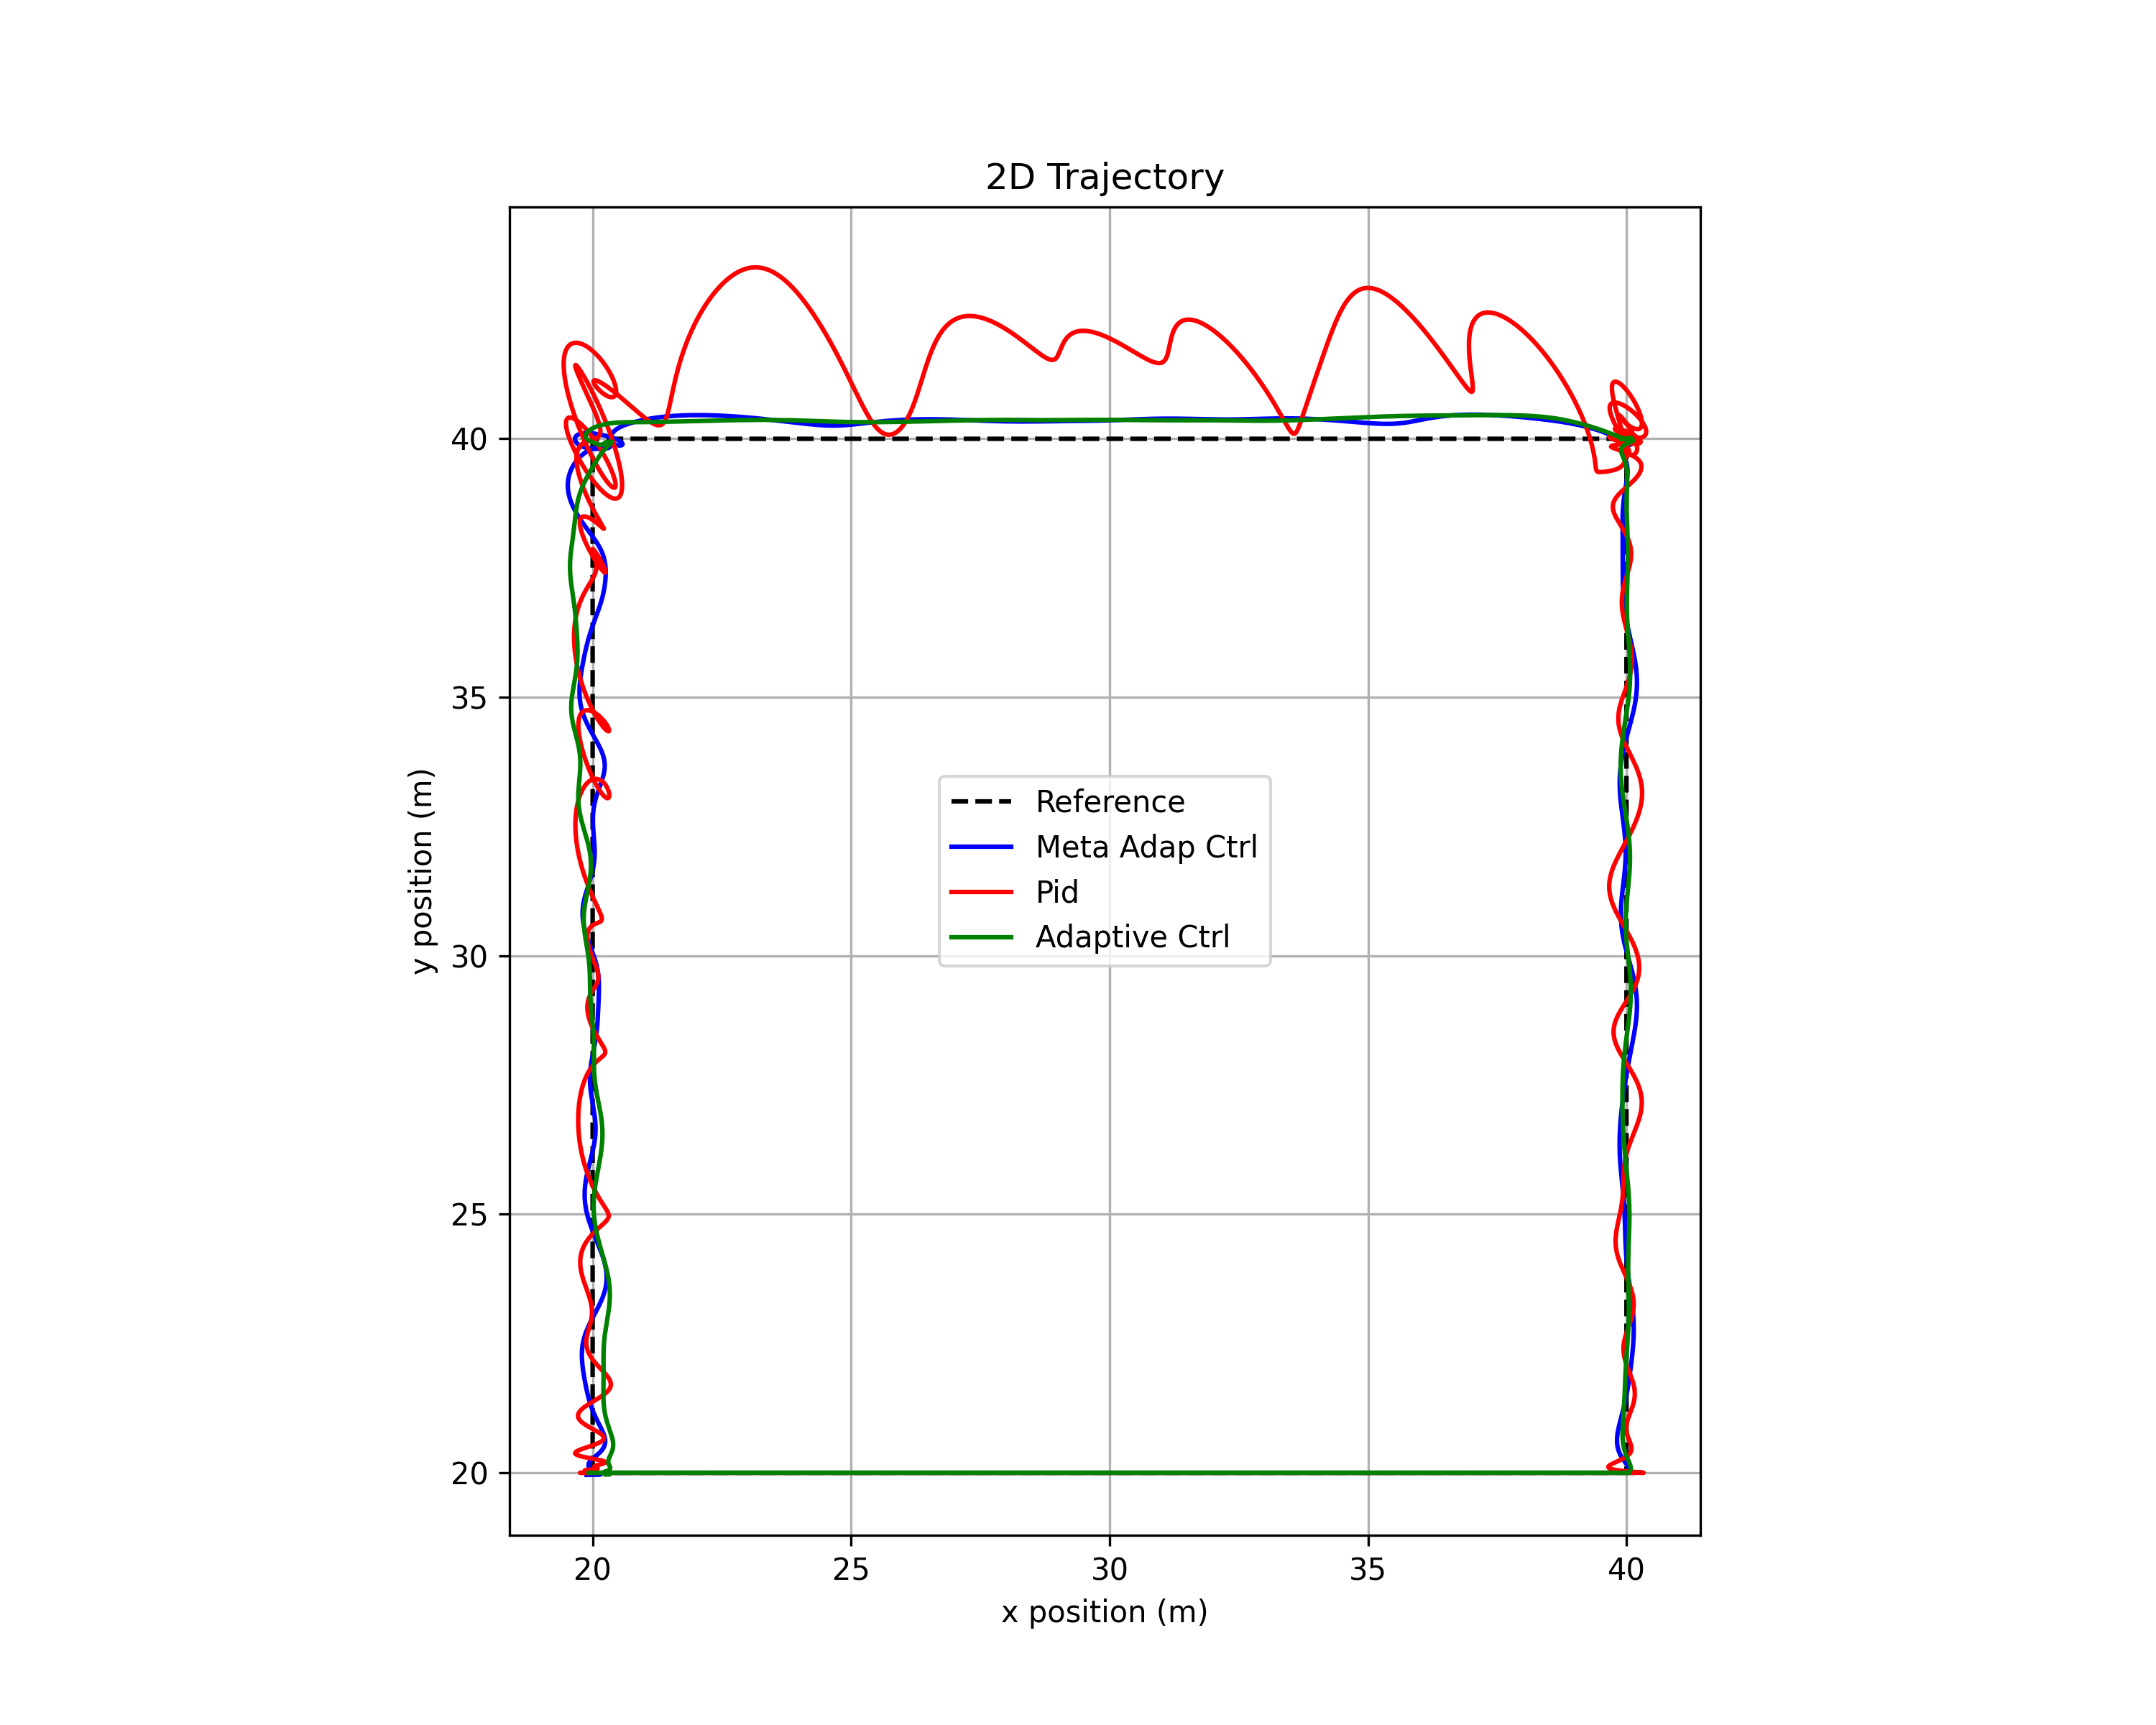 2D Trajectory
y position (m)
40
35
30
25
20
Reference
Meta Adap Ctrl
Pid
Adaptive Ctrl
20 25 30 35 40
x position (m)